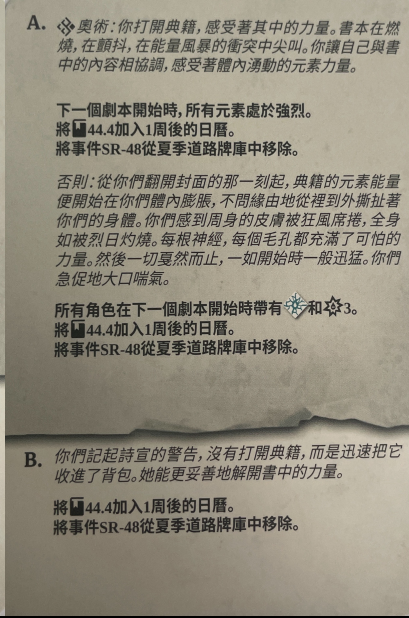 A. 奧術：你打開典籍，感受著其中的力量。書本在燃
燒，在顫抖，在能量風暴的衝突中尖叫。你讓自己與書
中的內容相協調，感受著體內湧動的元素力量。
下一個劇本開始時，所有元素處於強烈。
將44.4加入1周後的日曆。
將事件SR-48從夏季道路牌庫中移除。
否則：從你們翻開封面的那一刻起，典籍的元素能量
便開始在你們體內膨脹，不問緣由地從裡到外撕扯著
你們的身體。你們感到周身的皮膚被狂風席捲，全身
如被烈日灼燒。每根神經，每個毛孔都充滿了可怕的
力量。然後一切戛然而止，一如開始時一般迅猛。你們
急促地大口喘氣。
所有角色在下一個劇本開始時帶有和3。
將44.4加入1周後的日曆。
將事件SR-48從夏季道路牌庫中移除。
B. 你們記起詩宣的警告，沒有打開典籍，而是迅速把它
收進了背包。她能更妥善地解開書中的力量。
將44.4加入1周後的日曆。
將事件SR-48從夏季道路牌庫中移除。